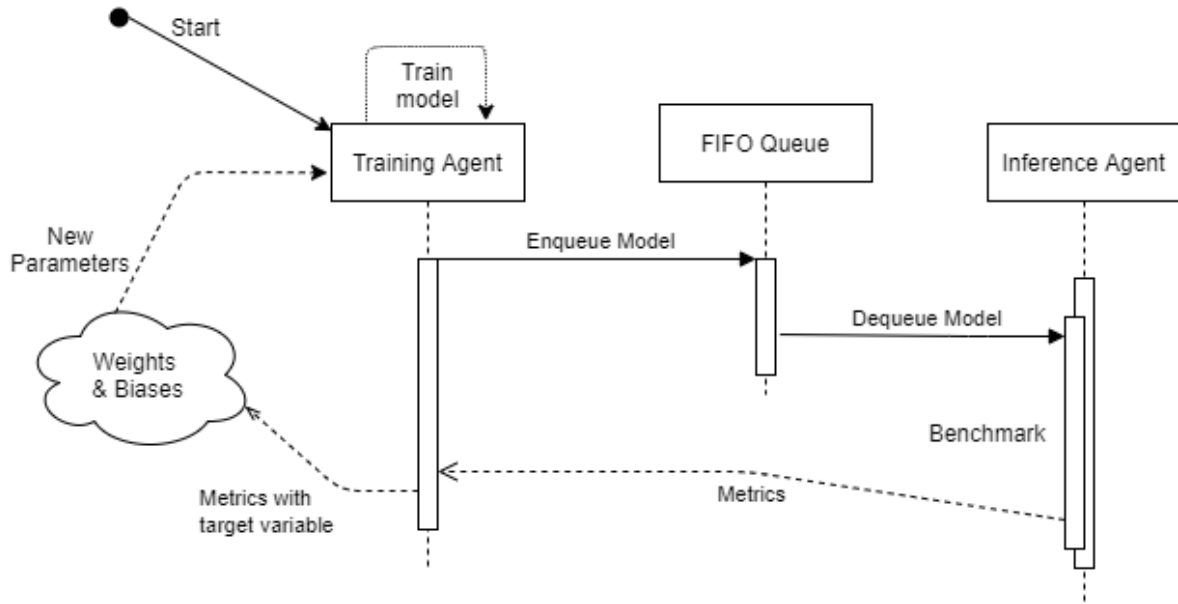 Start
Train
model
Training Agent
FIFO Queue
Inference Agent
New
Parameters
Enqueue Model
Dequeue Model
Weights
& Biases
Benchmark
Metrics with
target variable
Metrics